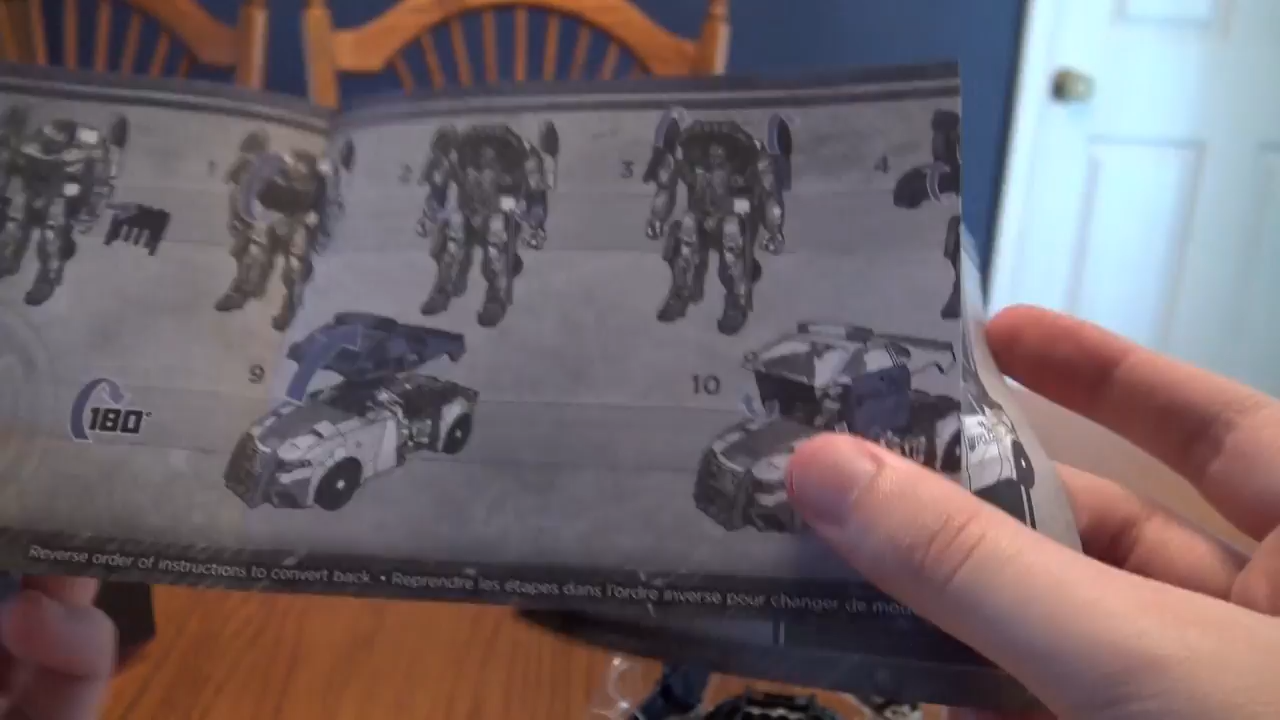 1 2 3 4
180°
9 10
Reverse order of instructions to convert back. • Reprendre les étapes dans l'ordre inverse pour changer de